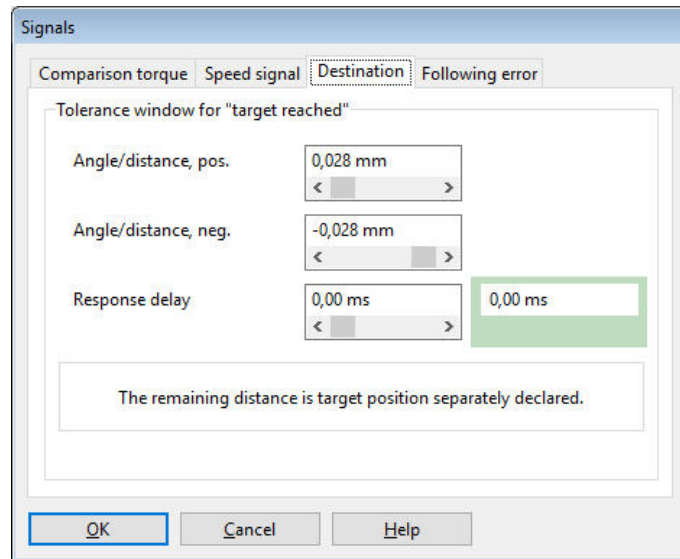 Signals
Comparison torque Speed signal Destination Following error
Tolerance window for "target reached"
Angle/distance, pos. 0,028 mm
Angle/distance, neg. -0,028 mm
Response delay 0,00 ms 0,00 ms
The remaining distance is target position separately declared.
OK Cancel Help